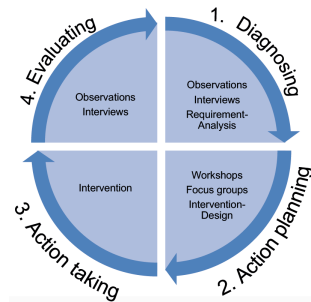 1. Diagnosing
Observations
Interviews
Requirement-
Analysis
2. Action planning
Workshops
Focus groups
Intervention-
Design
3. Action taking
Intervention
4. Evaluating
Observations
Interviews